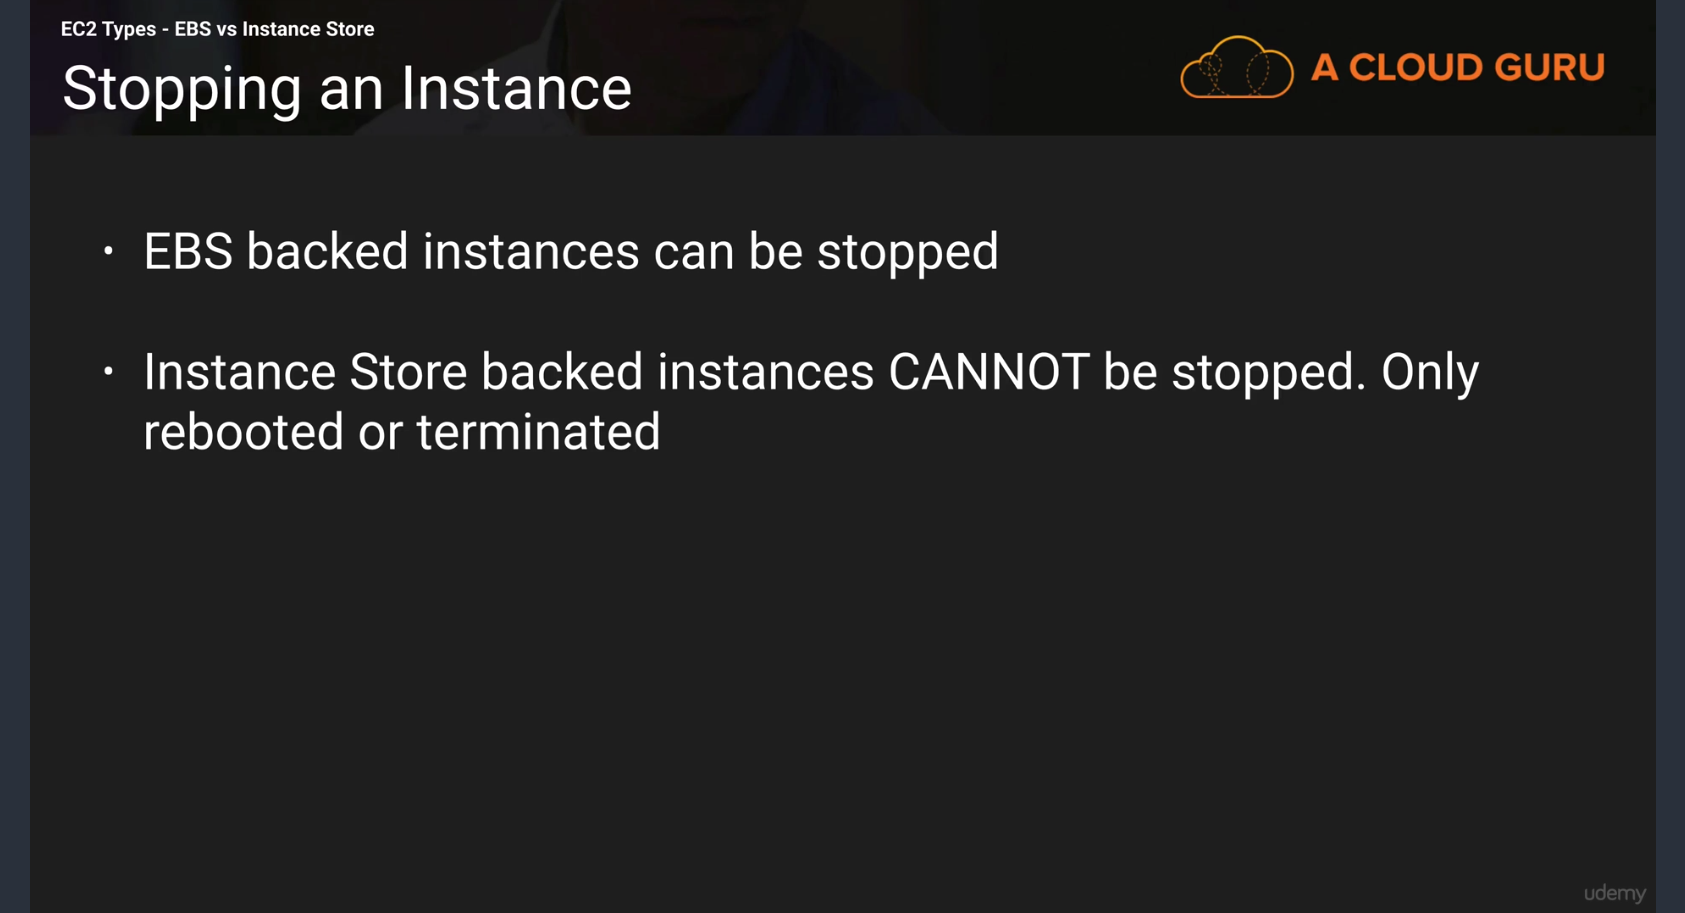 EC2 Types - EBS vs Instance Store
Stopping an Instance
A CLOUD GURU
• EBS backed instances can be stopped
• Instance Store backed instances CANNOT be stopped. Only
rebooted or terminated
udemy